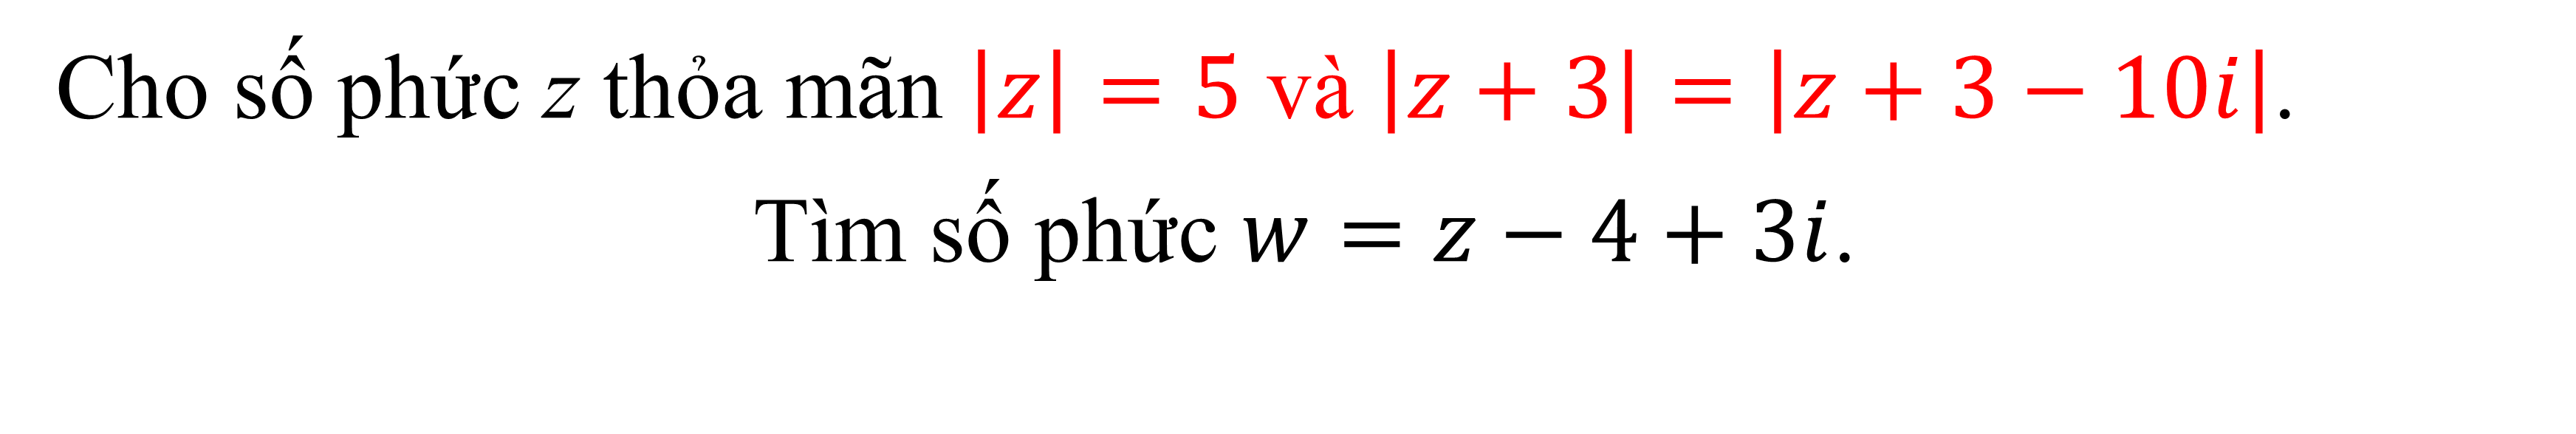 Cho số phức z thỏa mãn |z| = 5 và |z + 3| = |z + 3 − 10i|.
Tìm số phức w = z − 4 + 3i.